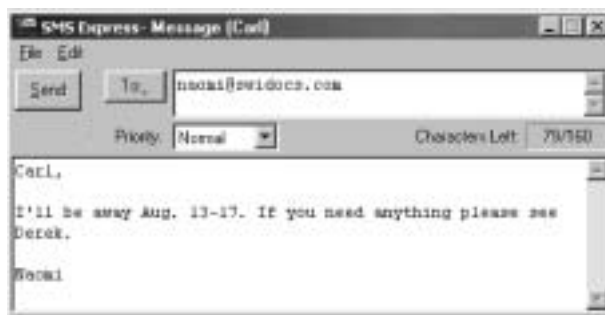 SMS Express- Message (Carl)
File Edit
Send To. naomi@swidocs.com
Priority: Normal Characters Left: 79/160
Carl,
I'll be away Aug. 13-17. If you need anything please see
Derek.
Naomi